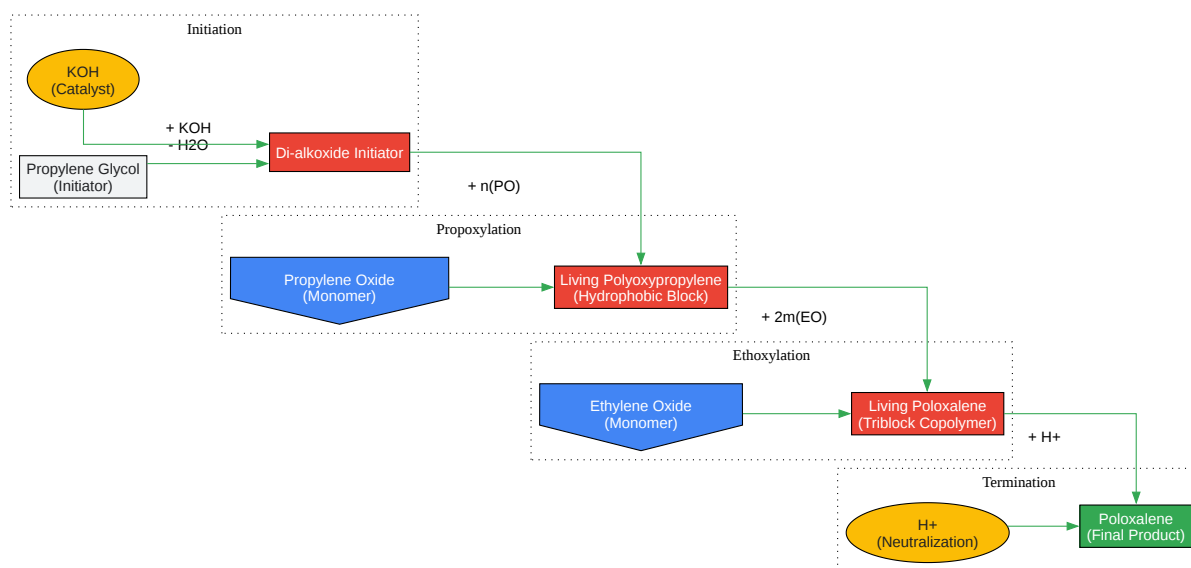 Initiation
KOH
(Catalyst)
+ KOH
- H2O
Di-alkoxide Initiator
Propylene Glycol
(Initiator)
+ n(PO)
Propoxylation
Propylene Oxide
(Monomer)
Living Polyoxypropylene
(Hydrophobic Block)
+ 2m(EO)
Ethoxylation
Ethylene Oxide
(Monomer)
Living Poloxalene
(Triblock Copolymer)
+ H+
Termination
H+
(Neutralization)
Poloxalene
(Final Product)